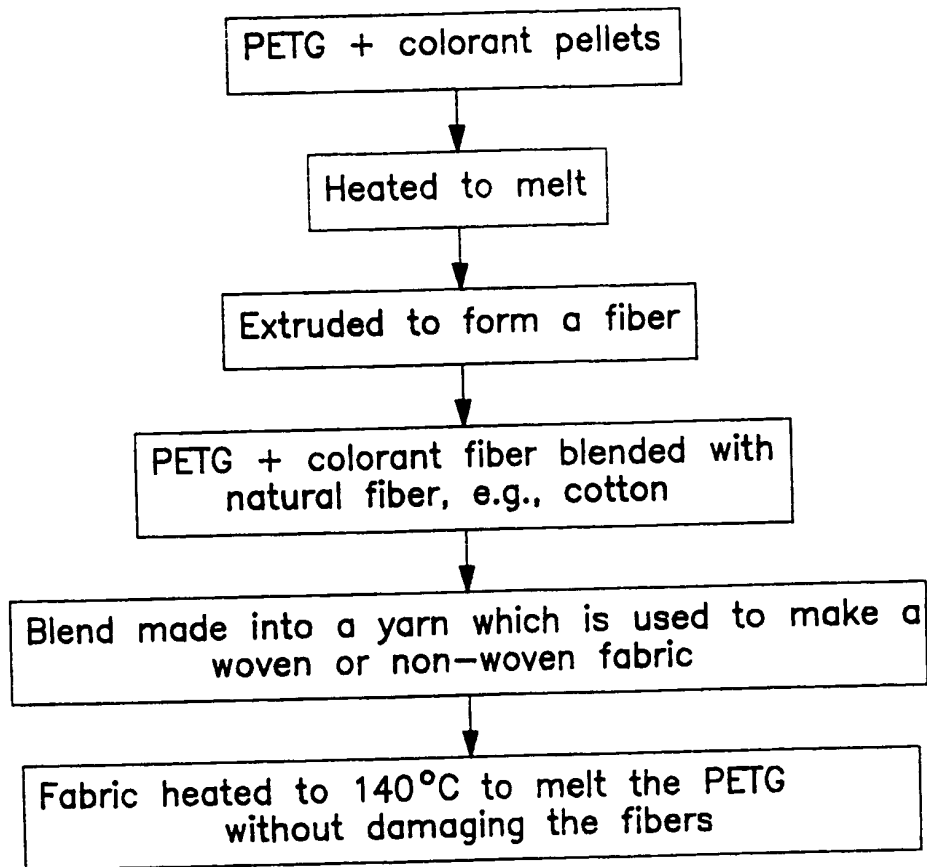 PETG + colorant pellets
Heated to melt
Extruded to form a fiber
PETG + colorant fiber blended with
natural fiber, e.g., cotton
Blend made into a yarn which is used to make a
woven or non-woven fabric
Fabric heated to 140°C to melt the PETG
without damaging the fibers